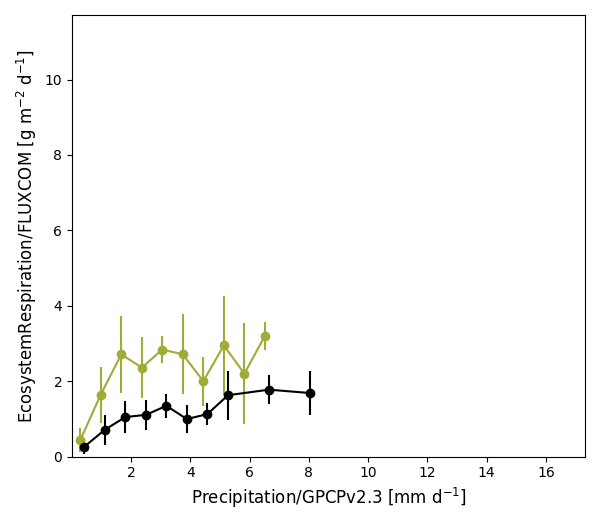 10
8
6
4
2
0
EcosystemRespiration/FLUXCOM [g m⁻² d⁻¹]
2 4 6 8 10 12 14 16
Precipitation/GPCPv2.3 [mm d⁻¹]